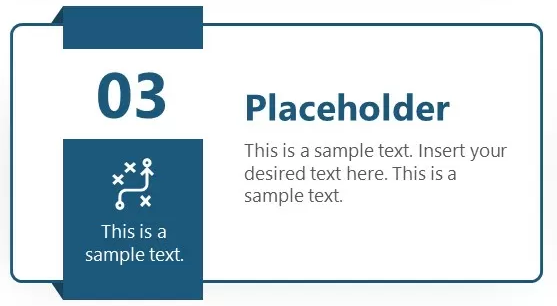 03
This is a
sample text.
Placeholder
This is a sample text. Insert your
desired text here. This is a
sample text.